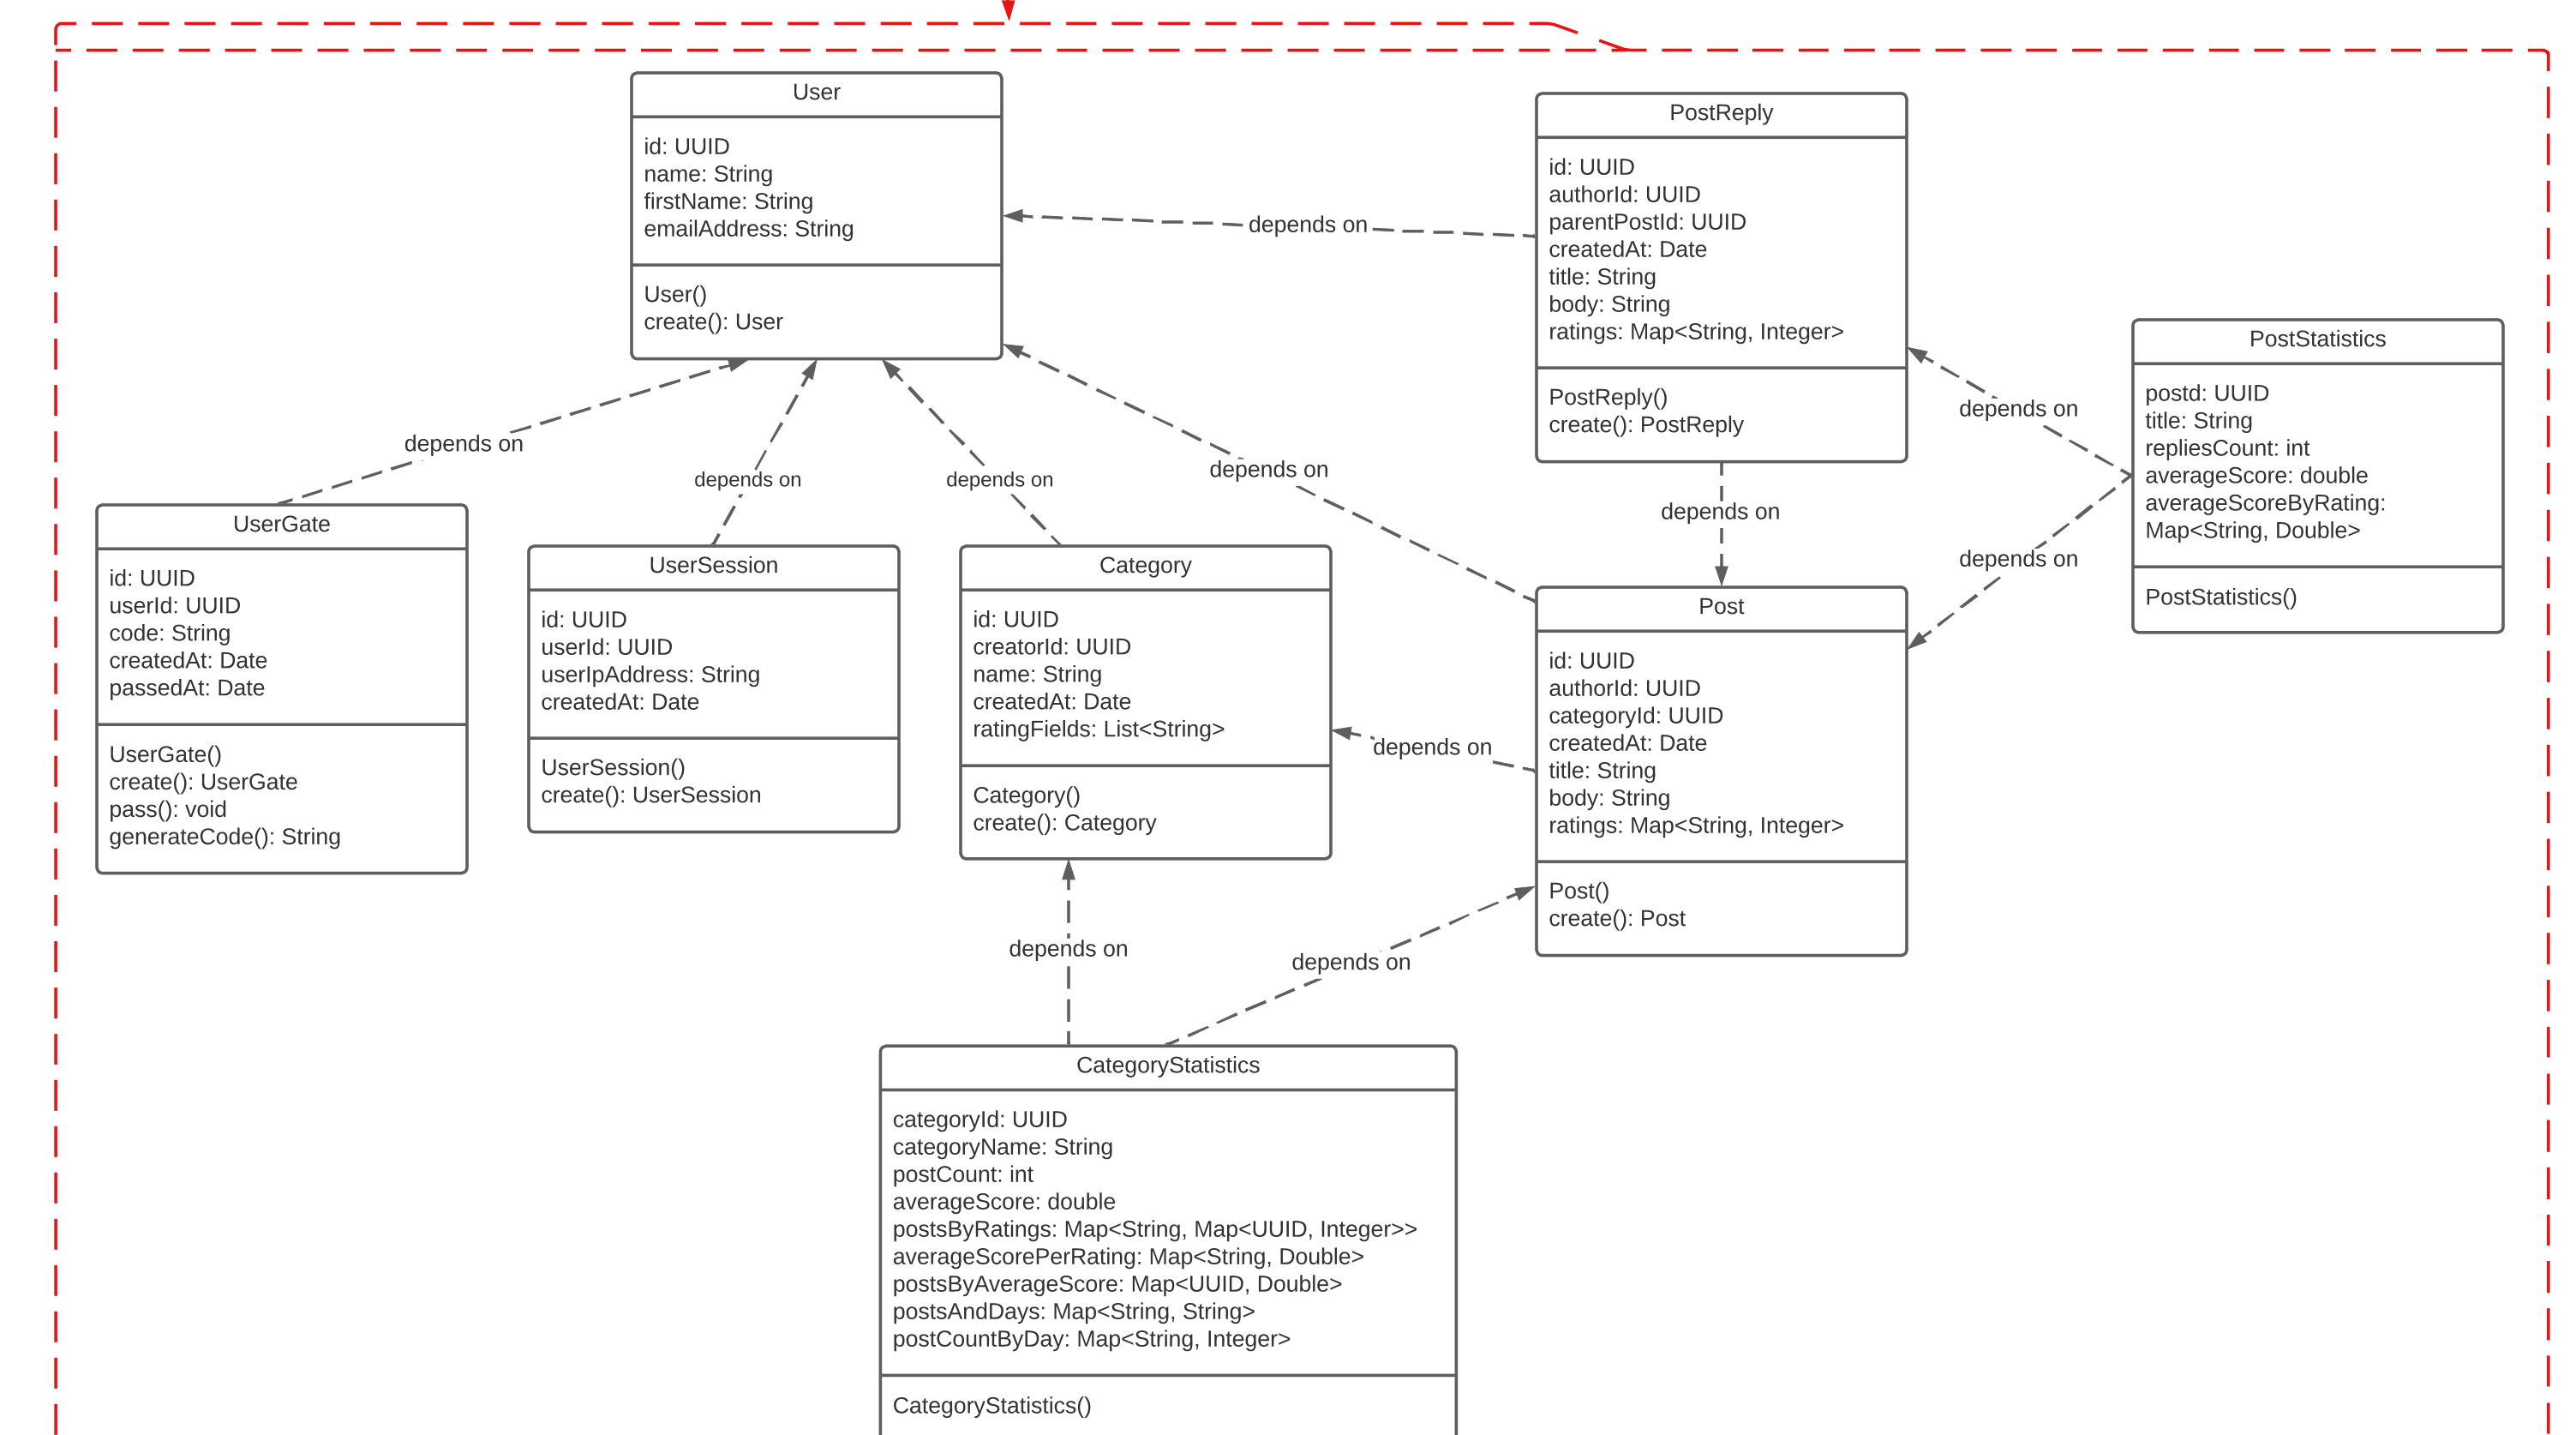 User
id: UUID
name: String
firstName: String
emailAddress: String
User()
create(): User
PostReply
id: UUID
authorId: UUID
parentPostId: UUID
createdAt: Date
title: String
body: String
ratings: Map<String, Integer>
PostReply()
create(): PostReply
depends on
PostStatistics
postd: UUID
title: String
repliesCount: int
averageScore: double
averageScoreByRating:
Map<String, Double>
PostStatistics()
depends on
depends on
depends on
depends on
depends on
depends on
depends on
depends on
UserGate
id: UUID
userId: UUID
code: String
createdAt: Date
passedAt: Date
UserGate()
create(): UserGate
pass(): void
generateCode(): String
UserSession
id: UUID
userId: UUID
userIpAddress: String
createdAt: Date
UserSession()
create(): UserSession
Category
id: UUID
creatorId: UUID
name: String
createdAt: Date
ratingFields: List<String>
Category()
create(): Category
depends on
Post
id: UUID
authorId: UUID
categoryId: UUID
createdAt: Date
title: String
body: String
ratings: Map<String, Integer>
Post()
create(): Post
depends on
depends on
CategoryStatistics
categoryId: UUID
categoryName: String
postCount: int
averageScore: double
postsByRatings: Map<String, Map<UUID, Integer>>
averageScorePerRating: Map<String, Double>
postsByAverageScore: Map<UUID, Double>
postsAndDays: Map<String, String>
postCountByDay: Map<String, Integer>
CategoryStatistics()